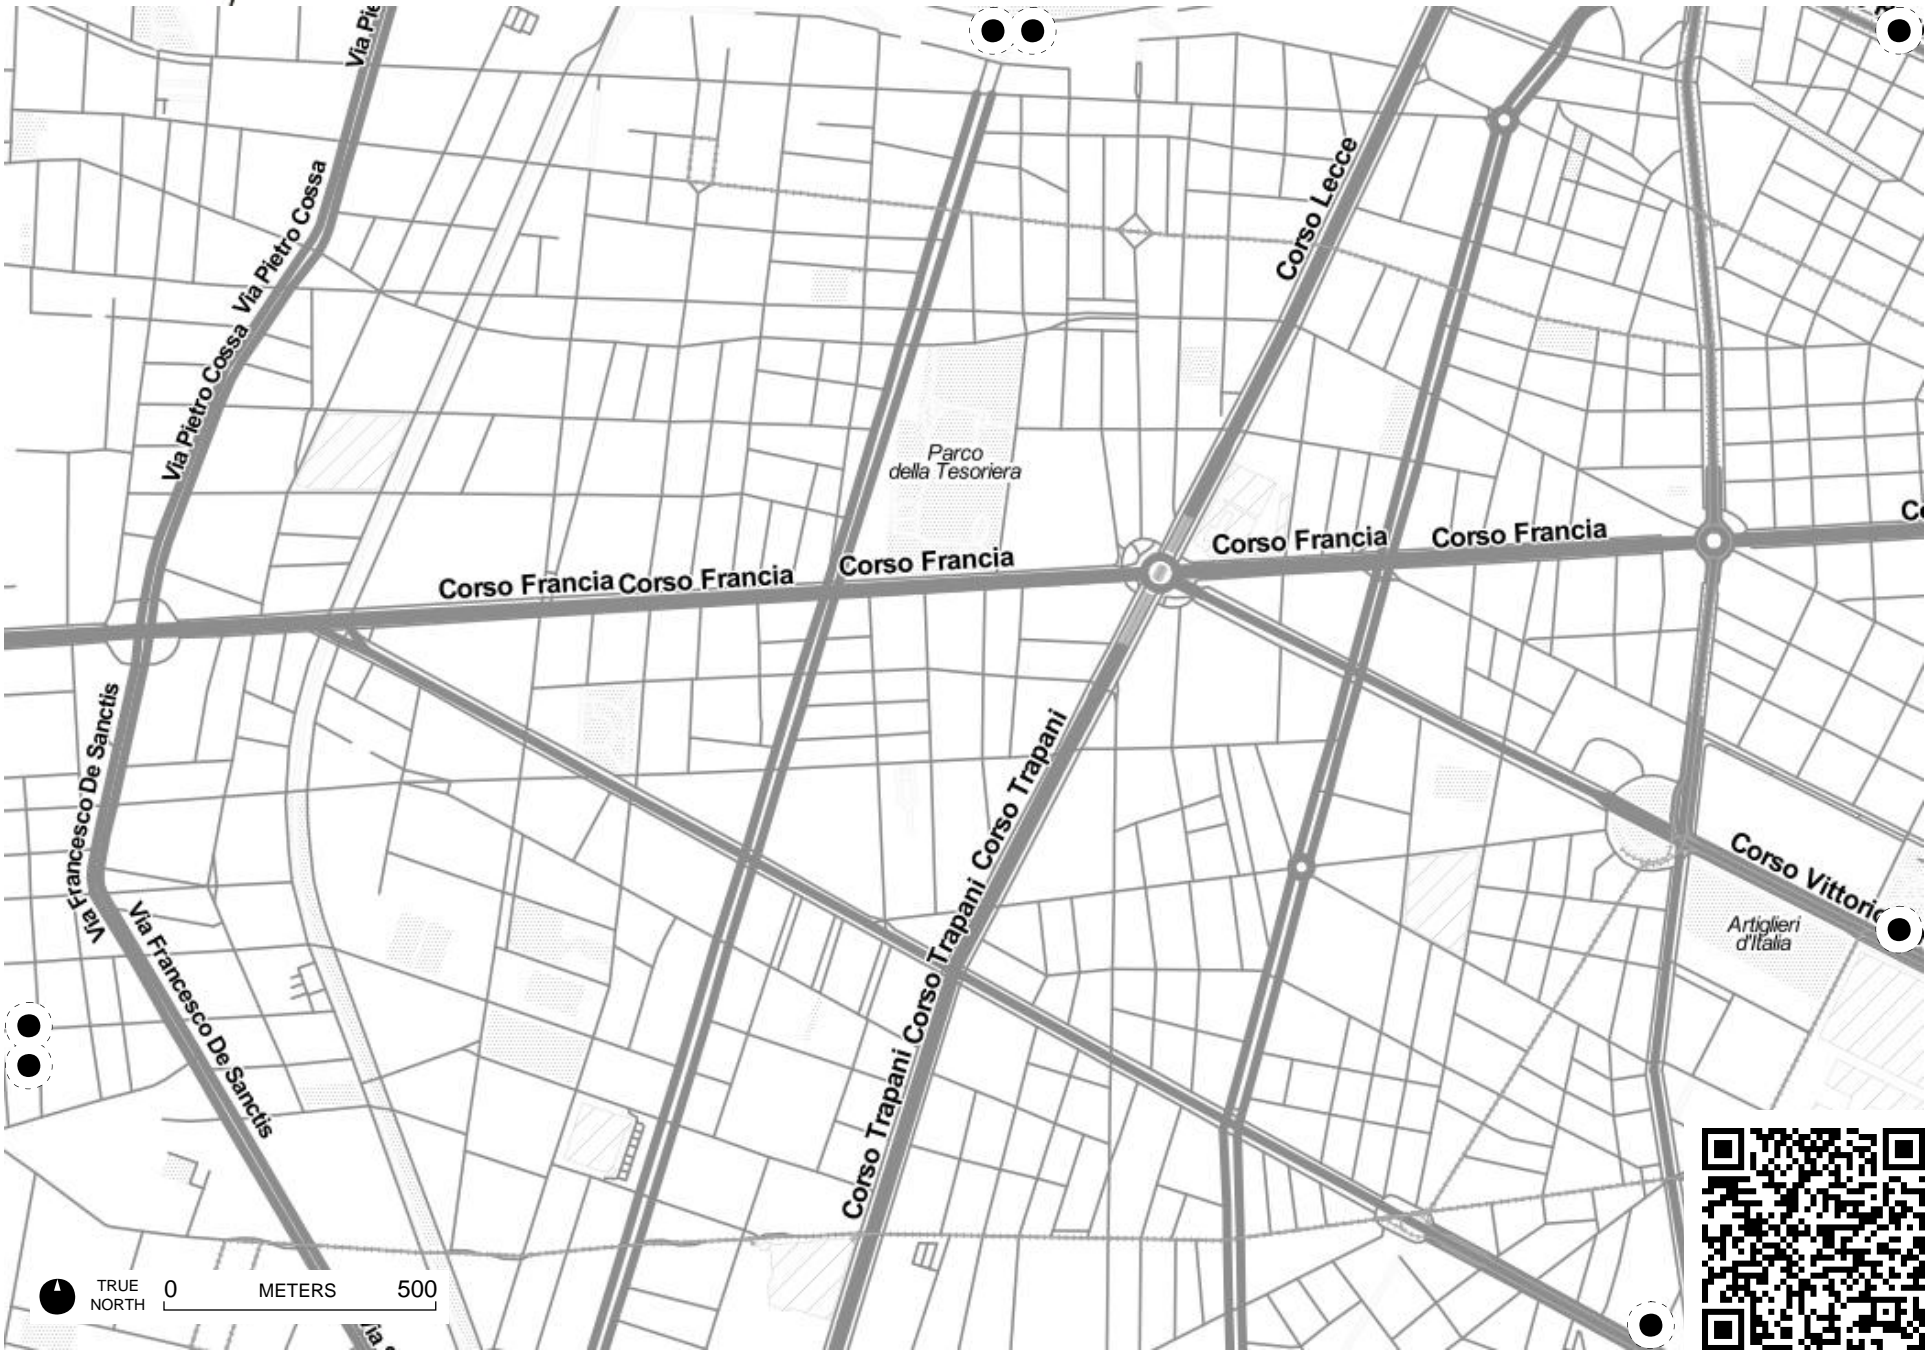 Via Pie
Via Pietro Cossa
Via Pietro Cossa
Corso Lecce
Parco
della Tesoriera
Corso Francia
Corso Francia
Corso Francia
Corso Francia
Corso Francia
Via Francesco De Sanctis
Via Francesco De Sanctis
Corso Trapani
Corso Trapani
Corso Trapani
Corso Vittorio
Artiglieri
d'Italia
TRUE
NORTH
0
METERS
500